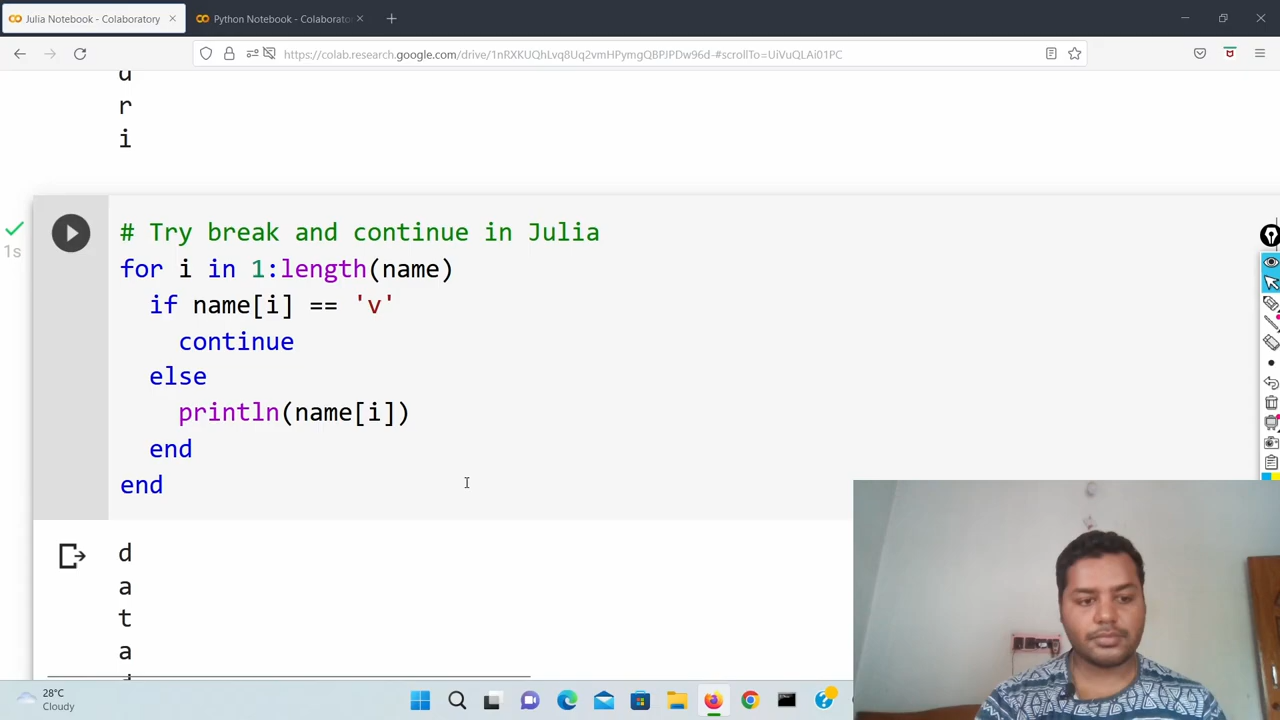 Julia Notebook - Colaboratory
Python Notebook - Colaborato
https://colab.research.google.com/drive/1nRXKUQhLvq8Uq2vmHPymgQBPJPDw96d-#scrollTo=UiVuQLAi01PC
r
i
# Try break and continue in Julia
1s
for i in 1:length(name)
if name[i] == 'v'
continue
else
println(name[i])
end
end
d
a
t
a
28°C
Cloudy